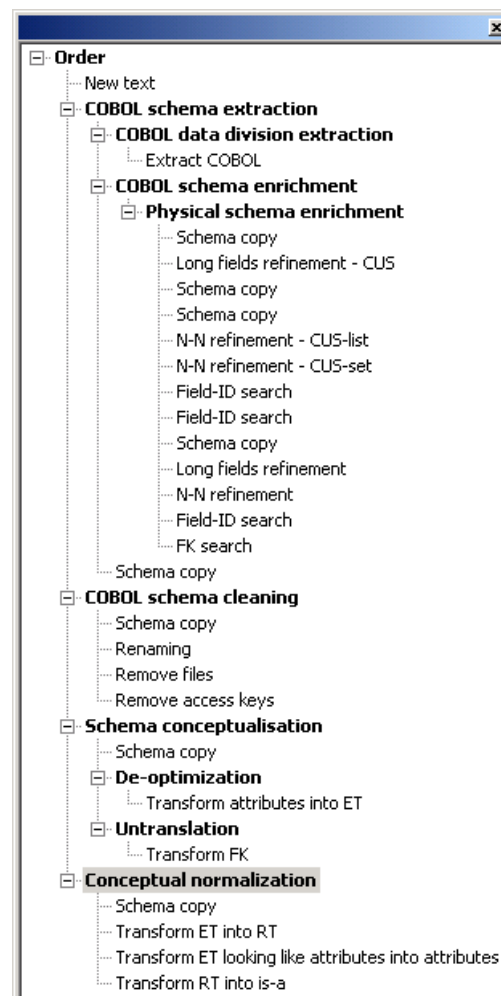 Order
New text
COBOL schema extraction
COBOL data division extraction
Extract COBOL
COBOL schema enrichment
Physical schema enrichment
Schema copy
Long fields refinement - CUS
Schema copy
Schema copy
N-N refinement - CUS-list
N-N refinement - CUS-set
Field-ID search
Field-ID search
Schema copy
Long fields refinement
N-N refinement
Field-ID search
FK search
Schema copy
COBOL schema cleaning
Schema copy
Renaming
Remove files
Remove access keys
Schema conceptualisation
Schema copy
De-optimization
Transform attributes into ET
Untranslation
Transform FK
Conceptual normalization
Schema copy
Transform ET into RT
Transform ET looking like attributes into attributes
Transform RT into is-a